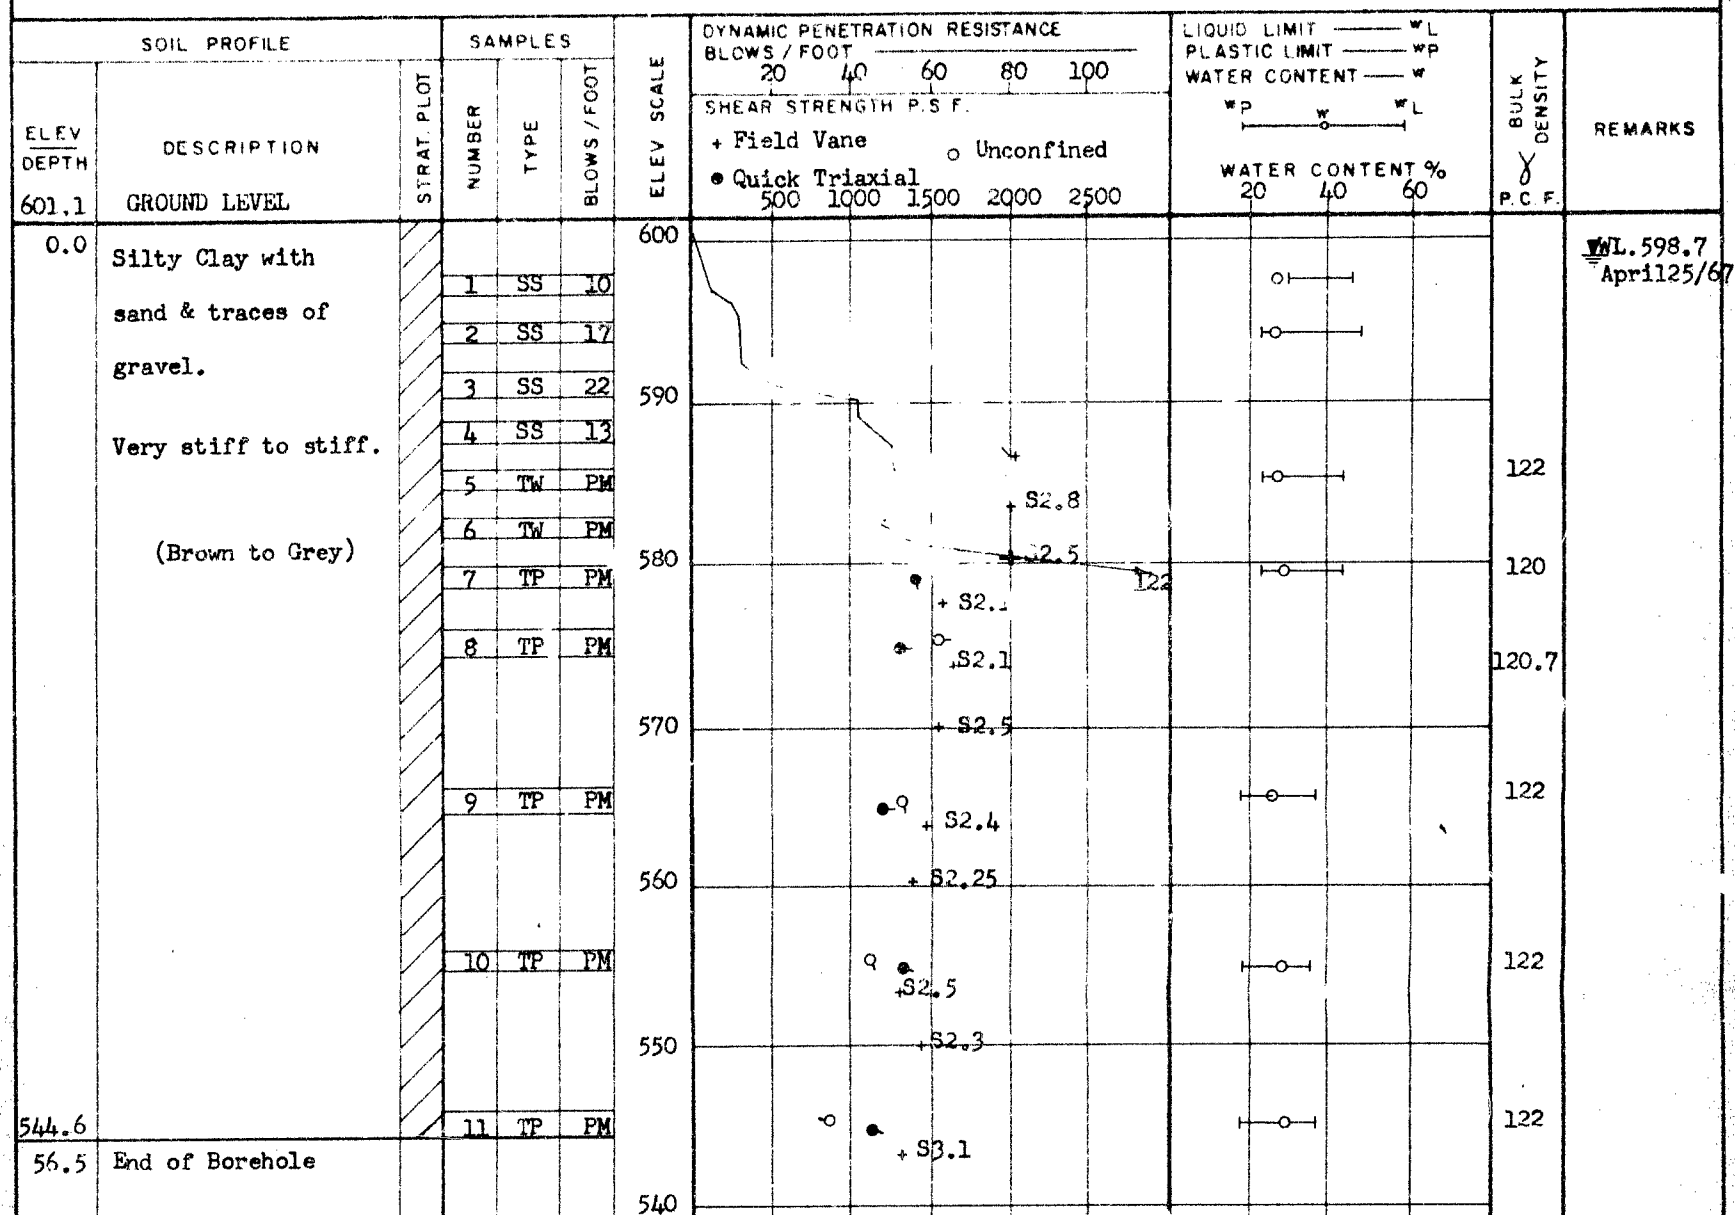 SOIL PROFILE
SAMPLES
ELEV
DEPTH
601.1
DESCRIPTION
GROUND LEVEL
STRAT. PLOT
NUMBER
TYPE
BLOWS / FOOT
ELEV SCALE
DYNAMIC PENETRATION RESISTANCE
BLOWS / FOOT
20 40 60 80 100
SHEAR STRENGTH P.S F.
+ Field Vane
o Unconfined
● Quick Triaxial
500 1000 1500 2000 2500
LIQUID LIMIT wL
PLASTIC LIMIT wP
WATER CONTENT w
wP w wL
WATER CONTENT %
20 40 60
BULK DENSITY
γ
P. C. F.
REMARKS
0.0
Silty Clay with
sand & traces of
gravel.
Very stiff to stiff.
(Brown to Grey)
544.6
56.5 End of Borehole
1 SS 10
2 SS 17
3 SS 22
4 SS 13
5 TW PM
6 TW PM
7 TP PM
8 TP PM
9 TP PM
10 TP PM
11 TP PM
600
590
580
570
560
550
540
S2.8
S2.5
122
S2.1
S2.5
S2.4
S2.25
S2.5
S2.3
S3.1
122
120
120.7
122
122
122
WL.598.7
April25/67